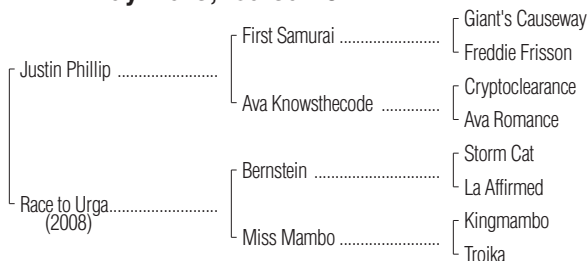 Giant's Causeway
First Samurai
Freddie Frisson
Justin Phillip
Cryptoclearance
Ava Knowsthecode
Ava Romance
Storm Cat
Bernstein
La Affirmed
Race to Urga
(2008)
Kingmambo
Miss Mambo
Troika